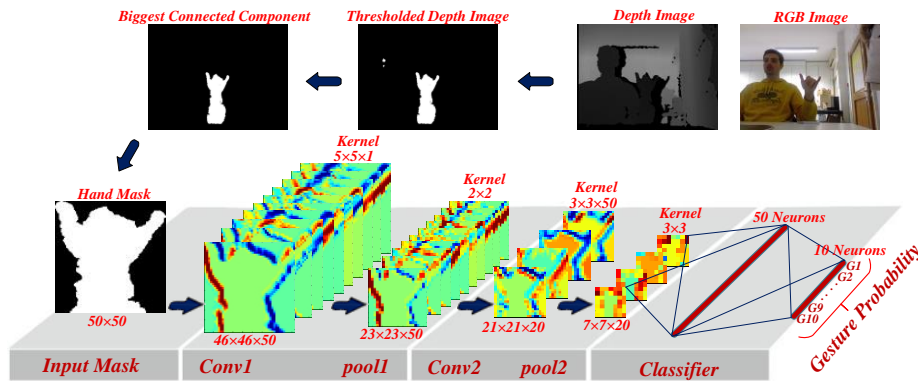 Biggest Connected Component
Thresholded Depth Image
Depth Image
RGB Image
Hand Mask
50×50
Kernel
5×5×1
46×46×50
Kernel
2×2
23×23×50
Kernel
3×3×50
21×21×20
Kernel
3×3
7×7×20
50 Neurons
10 Neurons
G1
G2
G9
G10
Gesture Probability
Input Mask
Conv1
pool1
Conv2
pool2
Classifier